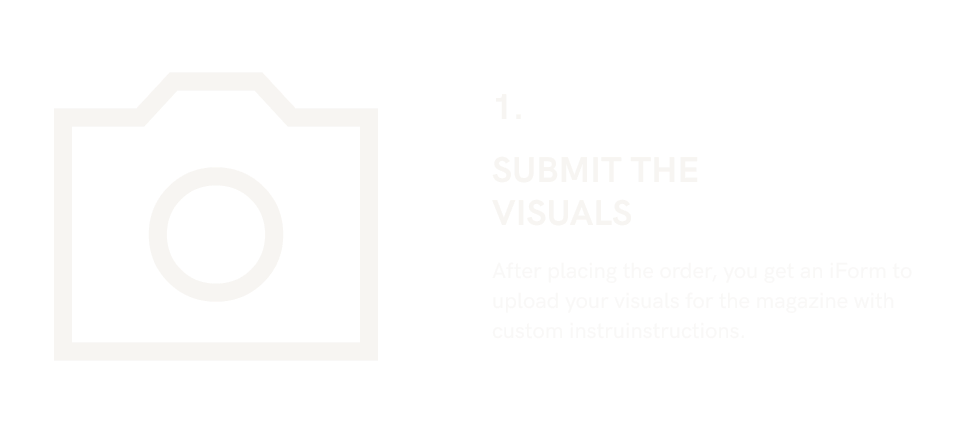 1.
SUBMIT THE
VISUALS
After placing the order, you get an iForm to
upload your visuals for the magazine with
custom instruinstructions.